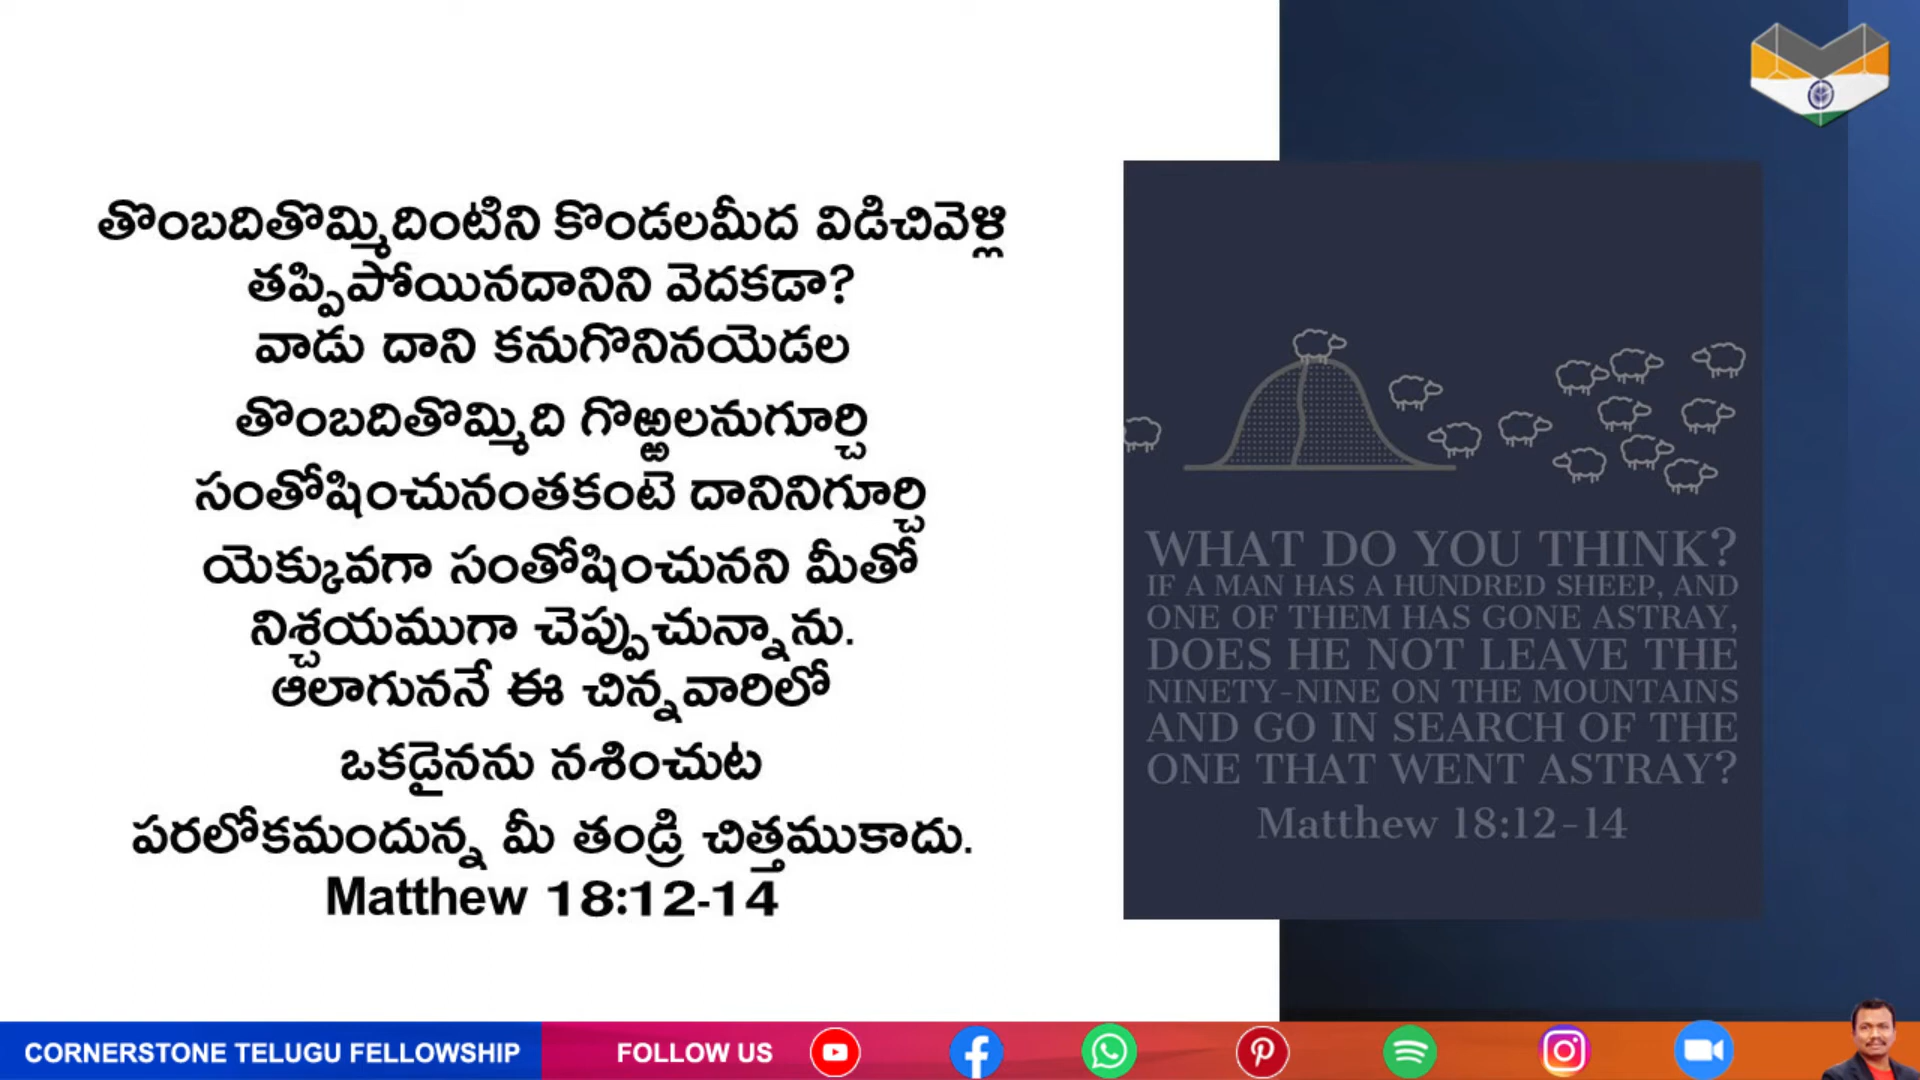 తొంబదితొమ్మిదింటిని కొండలమీద విడిచివెళ్లి
తప్పిపోయినదానిని వెదకడా?
వాడు దాని కనుగొనినయెడల
తొంబదితొమ్మిది గొఱ్ఱలనుగూర్చి
సంతోషించునంతకంటె దానినిగూర్చి
యెక్కువగా సంతోషించునని మీతో
నిశ్చయముగా చెప్పుచున్నాను.
ఆలాగుననే ఈ చిన్నవారిలో
ఒకడైనను నశించుట
పరలోకమందున్న మీ తండ్రి చిత్తముకాదు.
Matthew 18:12-14
WHAT DO YOU THINK?
IF A MAN HAS A HUNDRED SHEEP, AND
ONE OF THEM HAS GONE ASTRAY,
DOES HE NOT LEAVE THE
NINETY-NINE ON THE MOUNTAINS
AND GO IN SEARCH OF THE
ONE THAT WENT ASTRAY?
Matthew 18:12-14
CORNERSTONE TELUGU FELLOWSHIP
FOLLOW US